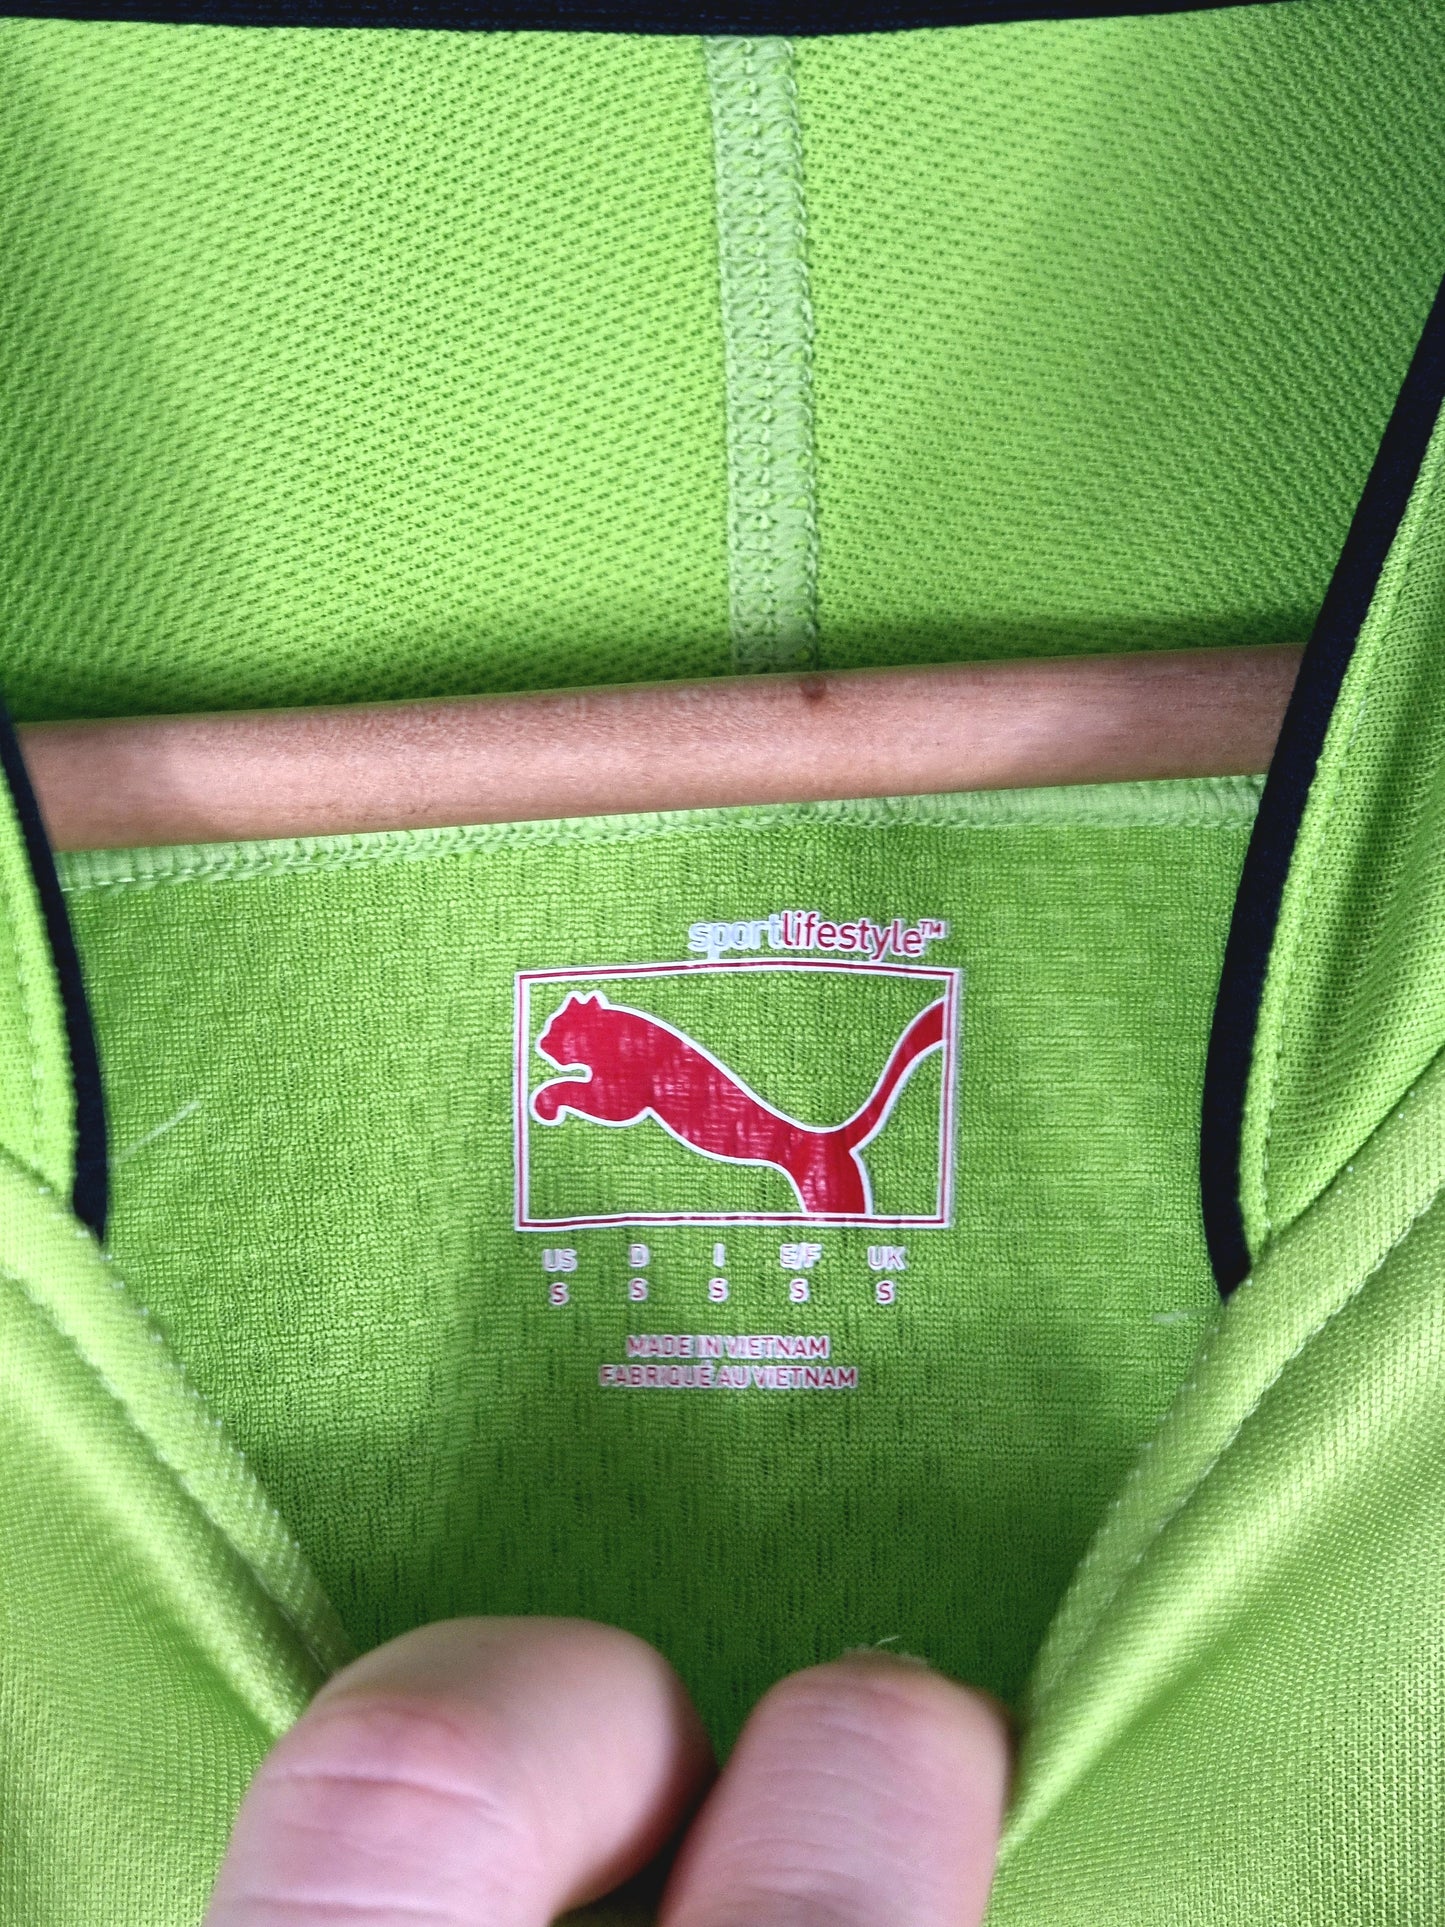 sportlifestyle™
US D I E/F UK
S S S S S
MADE IN VIETNAM
FABRIQUÉ AU VIETNAM